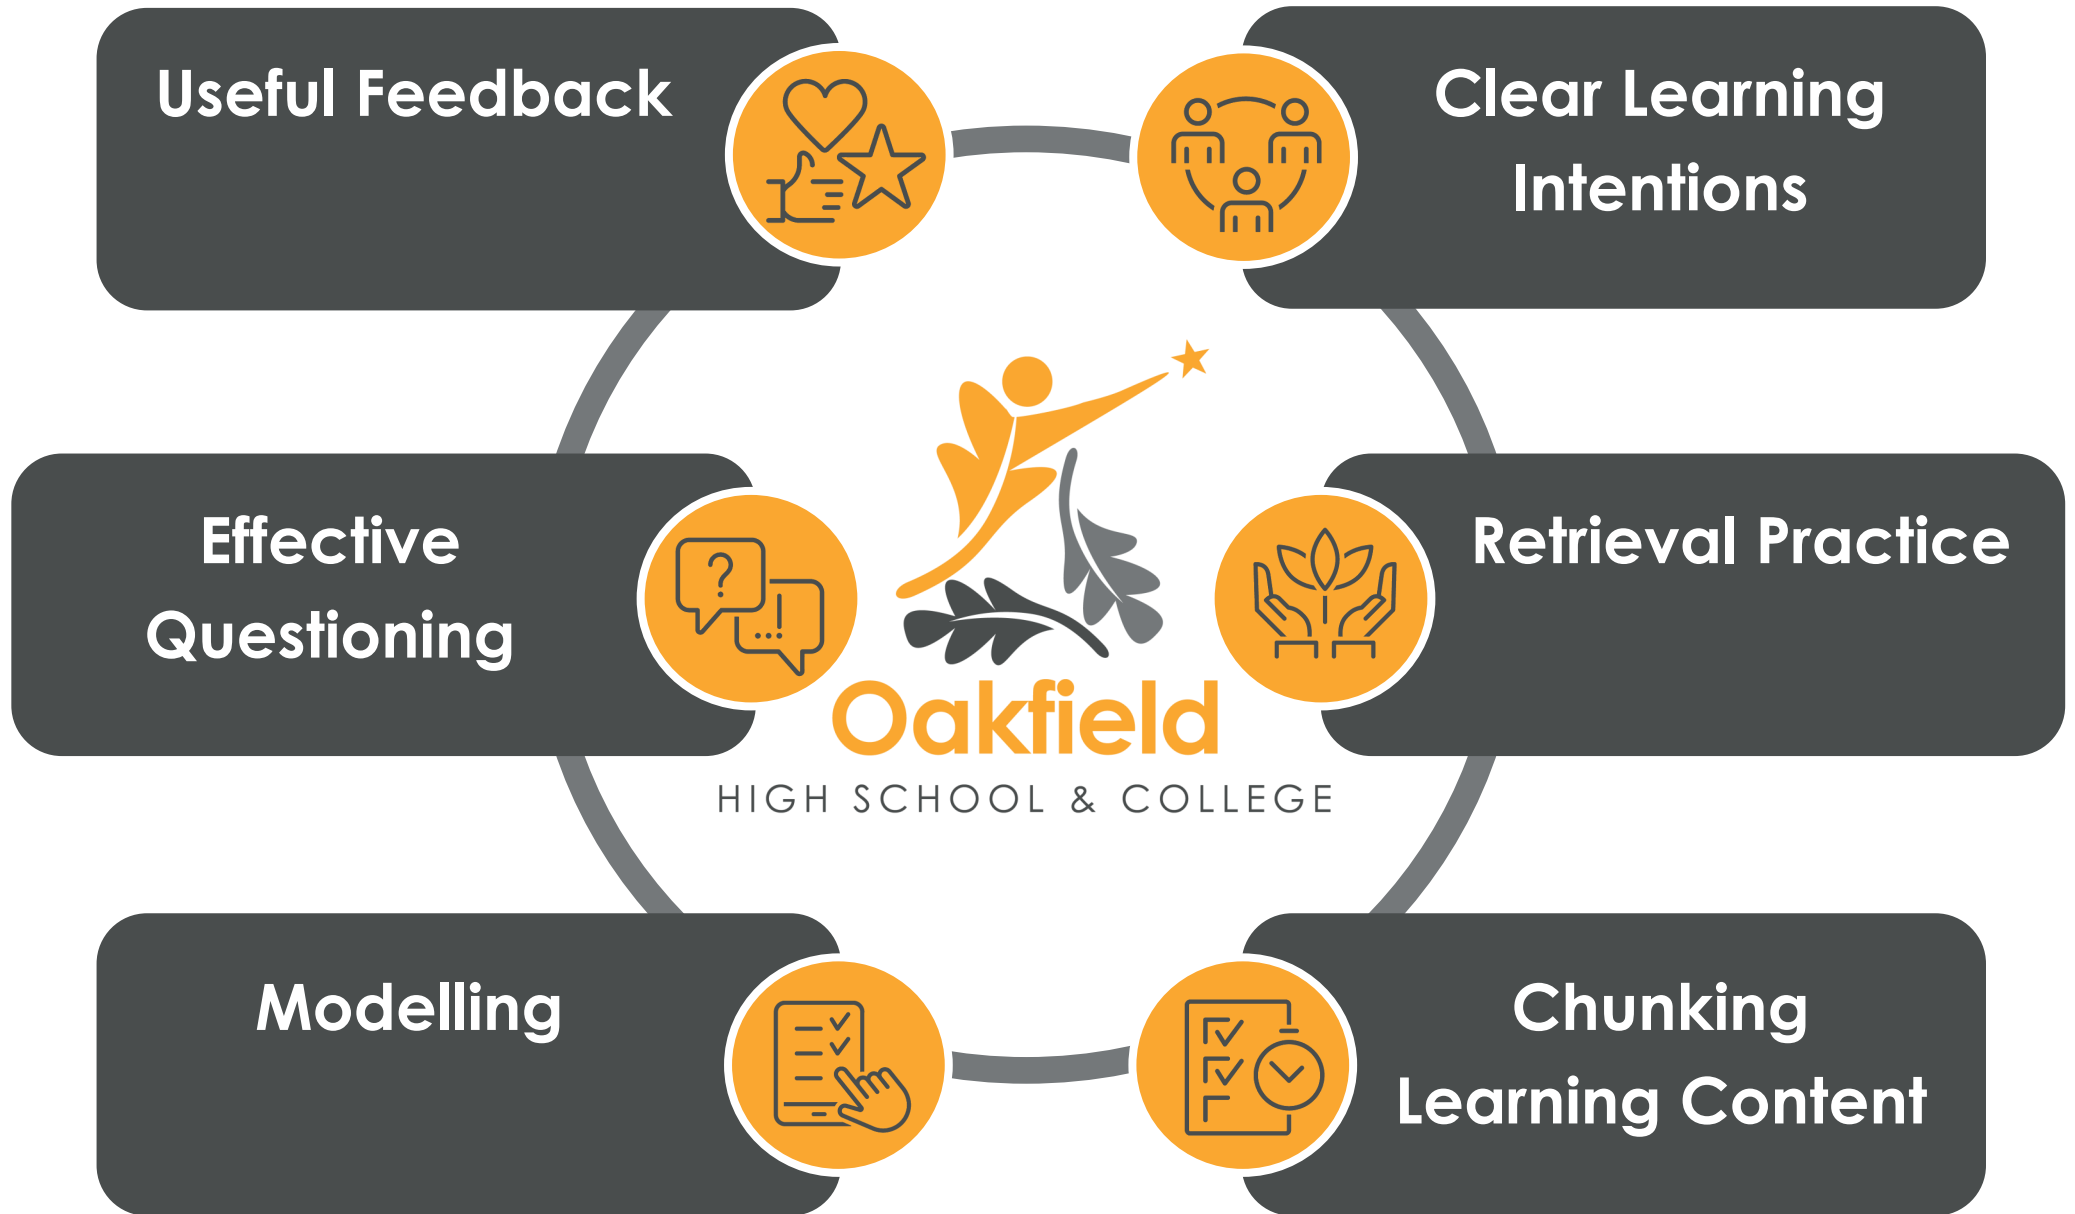 Useful Feedback
Clear Learning
Intentions
Effective
Questioning
?
!
...
Retrieval Practice
Oakfield
HIGH SCHOOL & COLLEGE
Modelling
Chunking
Learning Content